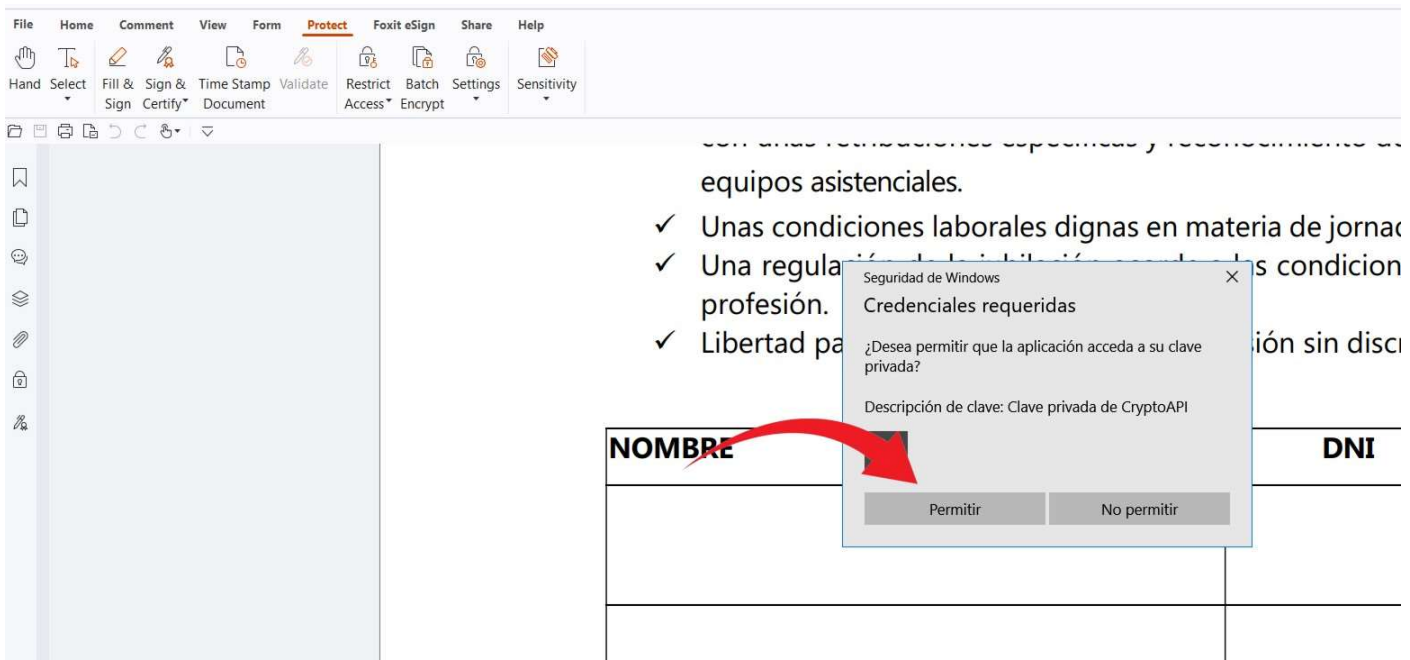 File Home Comment View Form Protect Foxit eSign Share Help
Hand Select Fill & Sign Sign & Certify Time Stamp Document Validate Restrict Access Batch Encrypt Settings Sensitivity
equipos asistenciales.
✓ Unas condiciones laborales dignas en materia de jornad
✓ Una regula s condicion
profesión.
✓ Libertad pa ión sin disc
Seguridad de Windows
Credenciales requeridas
¿Desea permitir que la aplicación acceda a su clave
privada?
Descripción de clave: Clave privada de CryptoAPI
Permitir No permitir
NOMBRE DNI